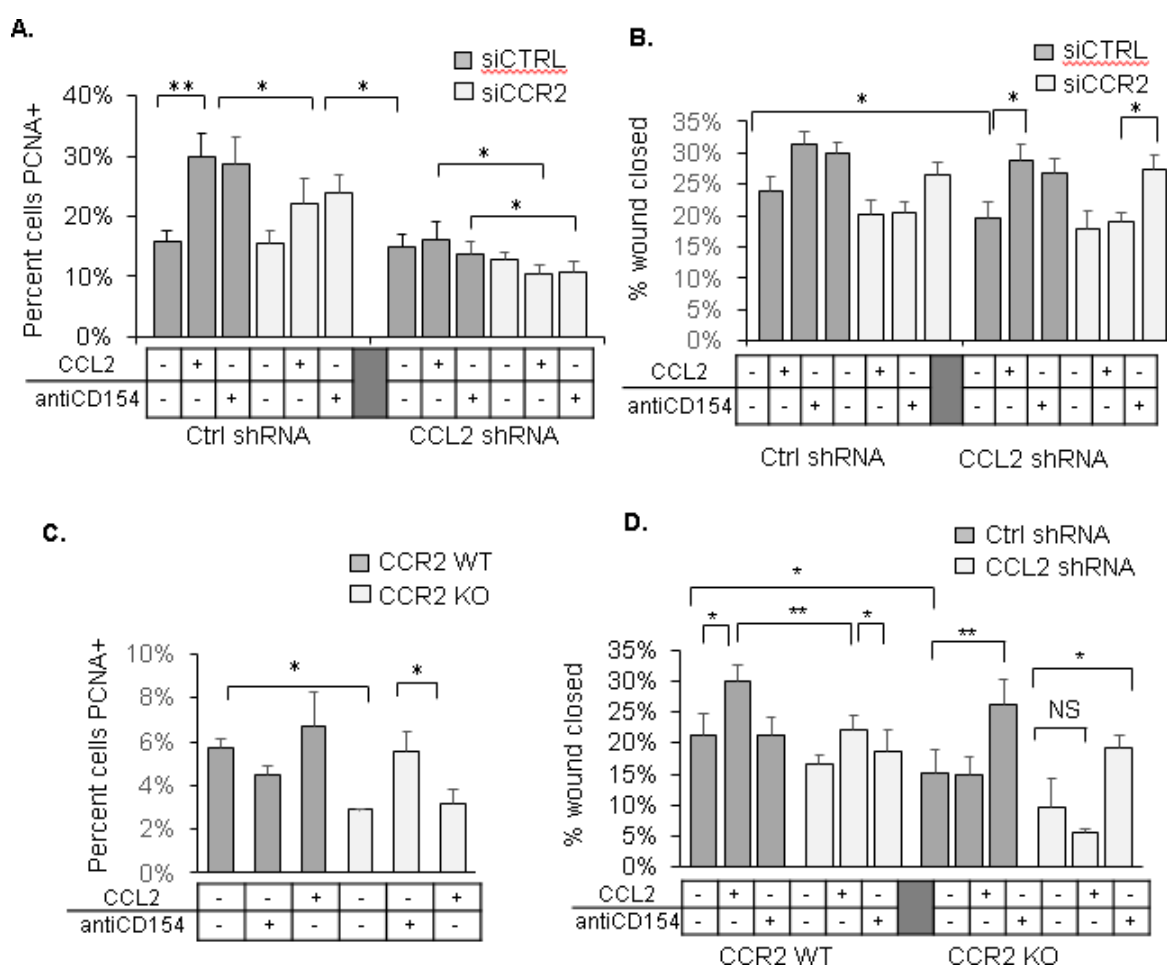 A.
siCTRL
siCCR2
** * *
* *
Percent cells PCNA+
40%
30%
20%
10%
0%
CCL2 - + - - + - - + - - + -
antiCD154 - - + - - + - - + - - +
Ctrl shRNA CCL2 shRNA
B.
siCTRL
siCCR2
* * *
% wound closed
35%
30%
25%
20%
15%
10%
5%
0%
CCL2 - + - - + - - + - - + -
antiCD154 - - + - - + - - + - - +
Ctrl shRNA CCL2 shRNA
C.
CCR2 WT
CCR2 KO
* *
Percent cells PCNA+
10%
8%
6%
4%
2%
0%
CCL2 - - + - - +
antiCD154 - + - - + -
D.
Ctrl shRNA
CCL2 shRNA
*
* ** * ** *
NS
% wound closed
35%
30%
25%
20%
15%
10%
5%
0%
CCL2 - + - - + - - + - - + -
antiCD154 - - + - - + - - + - - +
CCR2 WT CCR2 KO